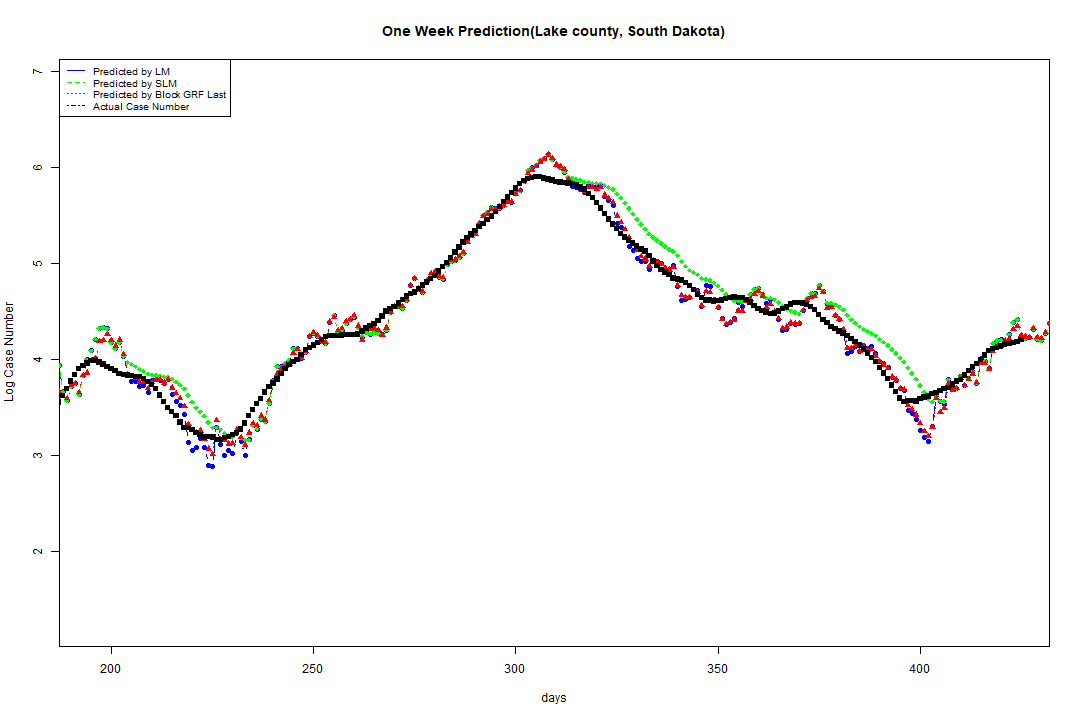 One Week Prediction(Lake county, South Dakota)
Predicted by LM
Predicted by SLM
Predicted by Block GRF Last
Actual Case Number
7
6
5
4
3
2
Log Case Number
200 250 300 350 400
days